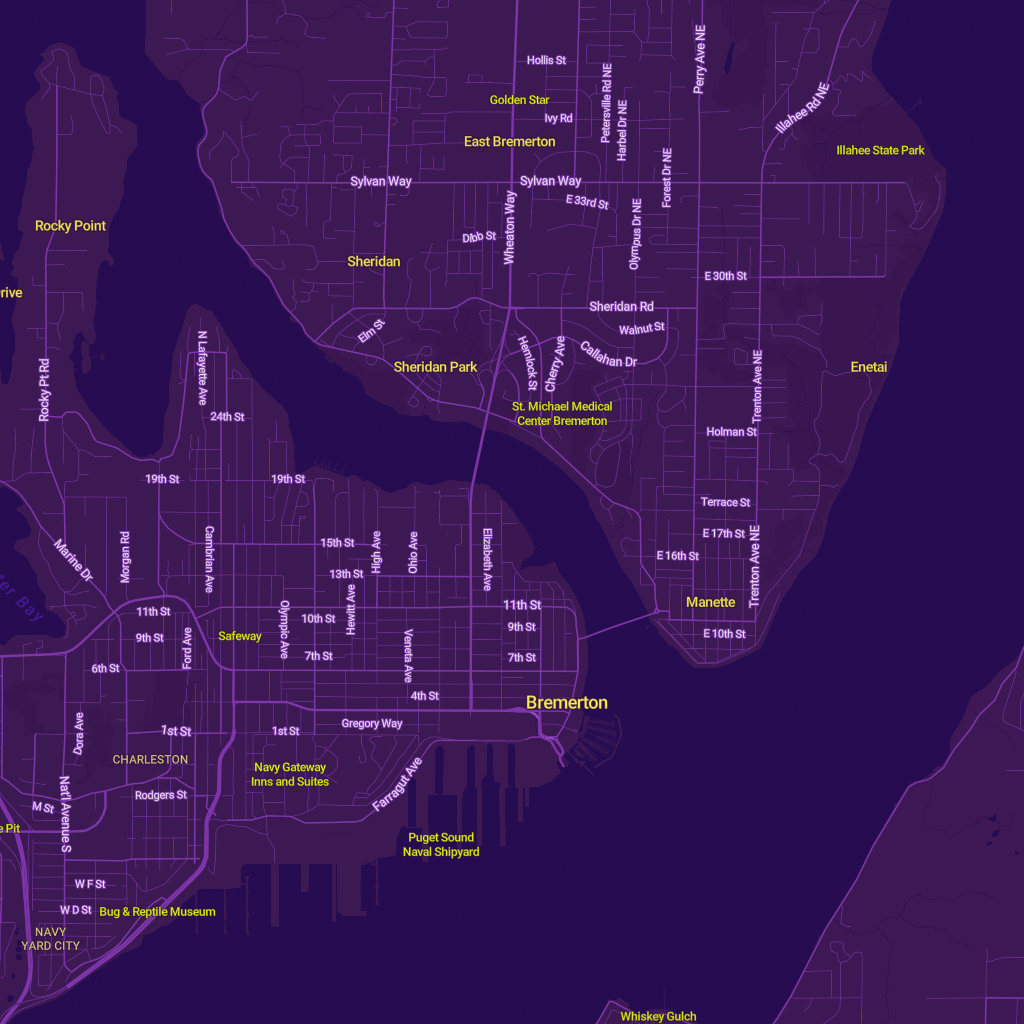 Hollis St
Perry Ave NE
Golden Star
Petersville Rd NE
Harbel Dr NE
Illahee Rd NE
Ivy Rd
East Bremerton
Illahee State Park
Sylvan Way
Sylvan Way
Forest Dr NE
E 33rd St
Wheaton Way
Olympus Dr NE
Rocky Point
Dibb St
Sheridan
E 30th St
rive
Sheridan Rd
Elm St
Walnut St
N Lafayette Ave
Hemlock St
Cherry Ave
Callahan Dr
Sheridan Park
Enetai
Rocky Pt Rd
Trenton Ave NE
St. Michael Medical
Center Bremerton
24th St
Holman St
19th St
19th St
Terrace St
E 17th St
15th St
High Ave
Ohio Ave
Elizabeth Ave
Morgan Rd
Cambrian Ave
E 16th St
Marine Dr
13th St
Trenton Ave NE
er Bay
Hewitt Ave
11th St
11th St
Manette
10th St
Olympic Ave
9th St
9th St
Safeway
E 10th St
Ford Ave
Veneta Ave
7th St
7th St
6th St
4th St
Bremerton
Gregory Way
Dora Ave
1st St
1st St
CHARLESTON
Navy Gateway
Inns and Suites
Farragut Ave
Rodgers St
M St
Nat'l Avenue S
e Pit
Puget Sound
Naval Shipyard
W F St
W D St
Bug & Reptile Museum
NAVY
YARD CITY
Whiskey Gulch